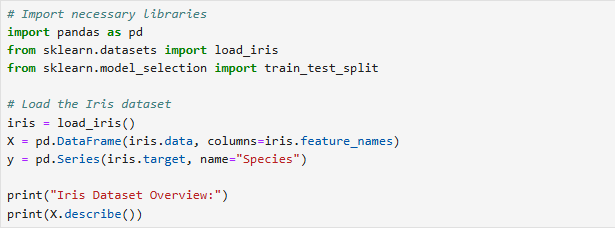 # Import necessary libraries
import pandas as pd
from sklearn.datasets import load_iris
from sklearn.model_selection import train_test_split
# Load the Iris dataset
iris = load_iris()
X = pd.DataFrame(iris.data, columns=iris.feature_names)
y = pd.Series(iris.target, name="Species")
print("Iris Dataset Overview:")
print(X.describe())